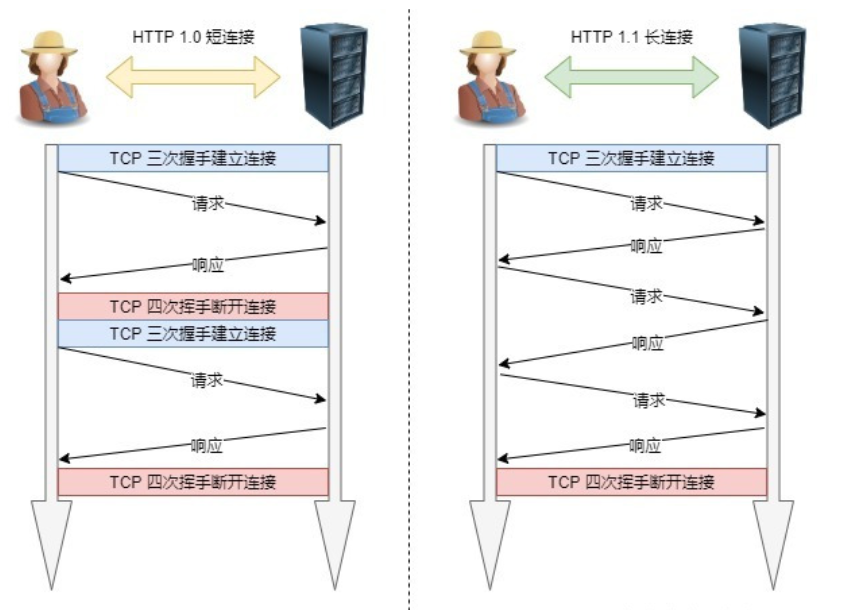 HTTP 1.0 短连接
TCP 三次握手建立连接
请求
响应
TCP 四次挥手断开连接
TCP 三次握手建立连接
请求
响应
TCP 四次挥手断开连接
HTTP 1.1 长连接
TCP 三次握手建立连接
请求
响应
请求
响应
请求
响应
TCP 四次挥手断开连接